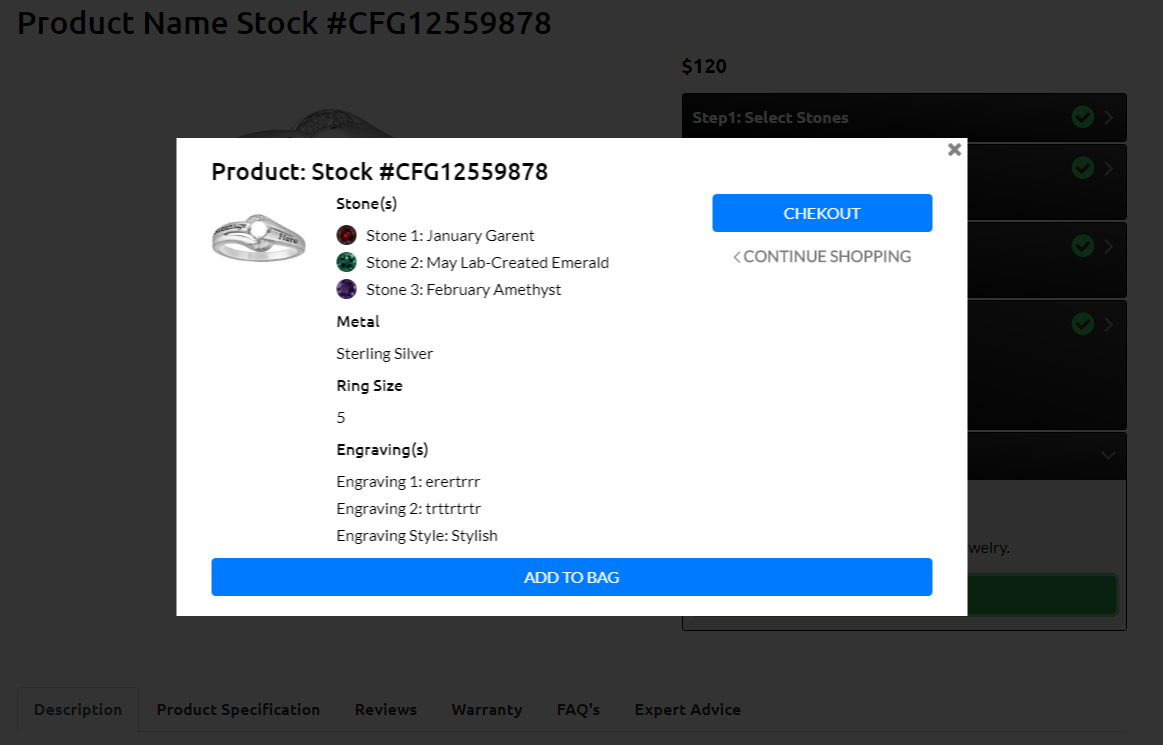 Product Name Stock #CFG12559878
$120
Step1: Select Stones
Product: Stock #CFG12559878
Stone(s)
Stone 1: January Garent
Stone 2: May Lab-Created Emerald
Stone 3: February Amethyst
Metal
Sterling Silver
Ring Size
5
Engraving(s)
Engraving 1: erertrrr
Engraving 2: trttrtrtr
Engraving Style: Stylish
CHEKOUT
CONTINUE SHOPPING
ADD TO BAG
welry.
Description Product Specification Reviews Warranty FAQ's Expert Advice